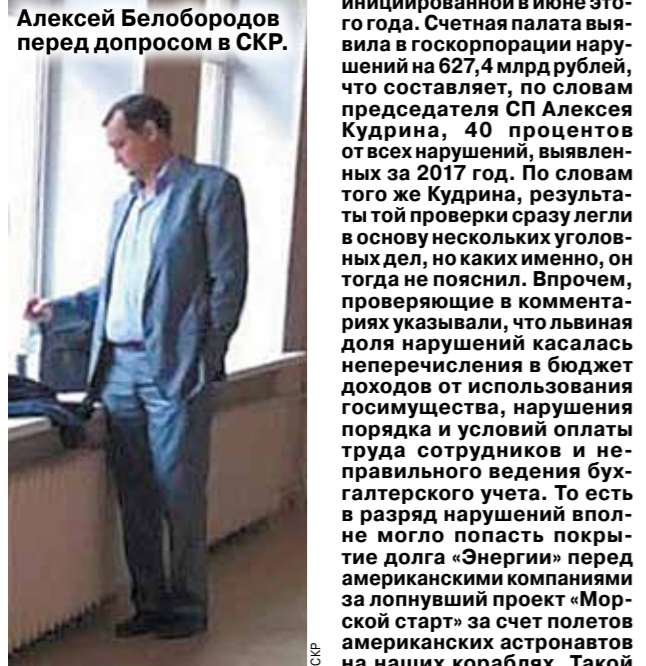 Алексей Белобородов
перед допросом в СКР.
СКР
инициированной в июне это-
го года. Счетная палата выя-
вила в госкорпорации нару-
шений на 627,4 млрд рублей,
что составляет, по словам
председателя СП Алексея
Кудрина, 40 процентов
от всех нарушений, выявлен-
ных за 2017 год. По словам
того же Кудрина, результа-
ты той проверки сразу легли
в основу нескольких уголов-
ных дел, но каких именно, он
тогда не пояснил. Впрочем,
проверяющие в коммента-
риях указывали, что львиная
доля нарушений касалась
неперечисления в бюджет
доходов от использования
госимущества, нарушения
порядка и условий оплаты
труда сотрудников и не-
правильного ведения бух-
галтерского учета. То есть
в разряд нарушений впол-
не могло попасть покры-
тие долга «Энергии» перед
американскими компаниями
за лопнувший проект «Мор-
ской старт» за счет полетов
американских астронавтов
на наших кораблях. Такой